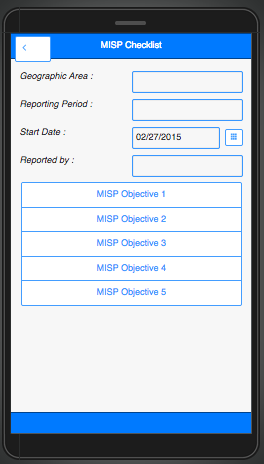 MISP Checklist
Geographic Area :
Reporting Period :
Start Date : 02/27/2015
Reported by :
MISP Objective 1
MISP Objective 2
MISP Objective 3
MISP Objective 4
MISP Objective 5